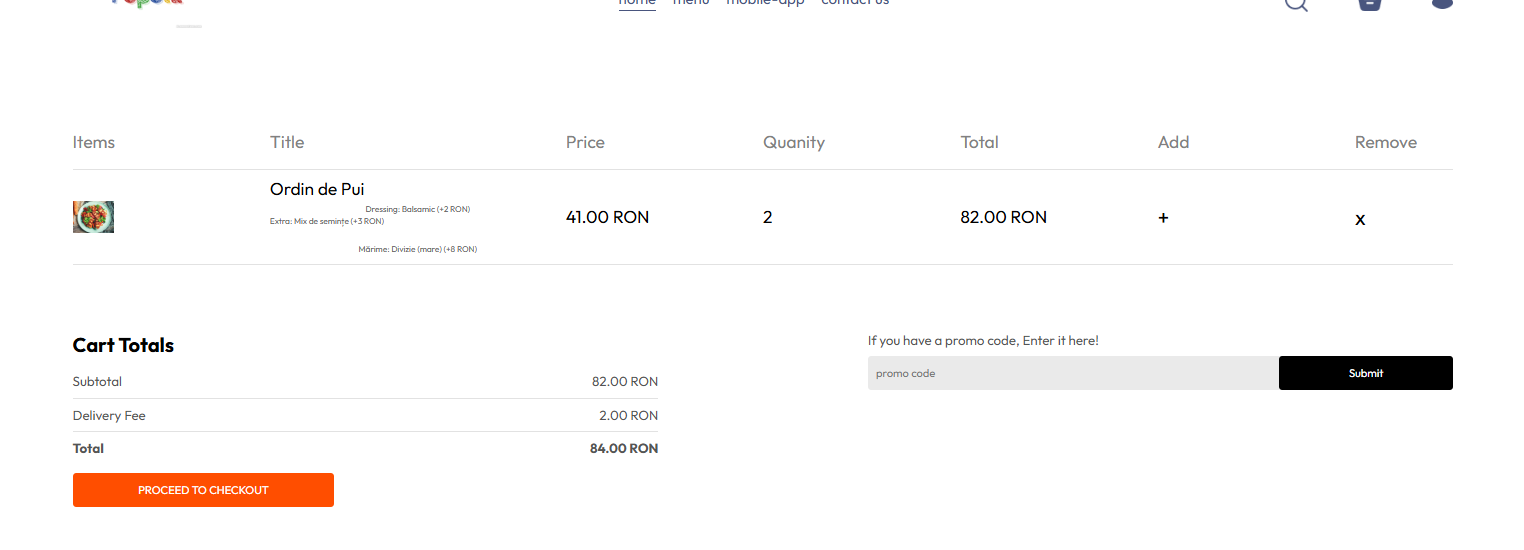 home menu mobile-app contact us
Items Title Price Quanity Total Add Remove
Ordin de Pui
Dressing: Balsamic (+2 RON)
Extra: Mix de semințe (+3 RON)
Mărime: Divizie (mare) (+8 RON)
41.00 RON 2 82.00 RON + x
Cart Totals
Subtotal 82.00 RON
Delivery Fee 2.00 RON
Total 84.00 RON
PROCEED TO CHECKOUT
If you have a promo code, Enter it here!
promo code Submit